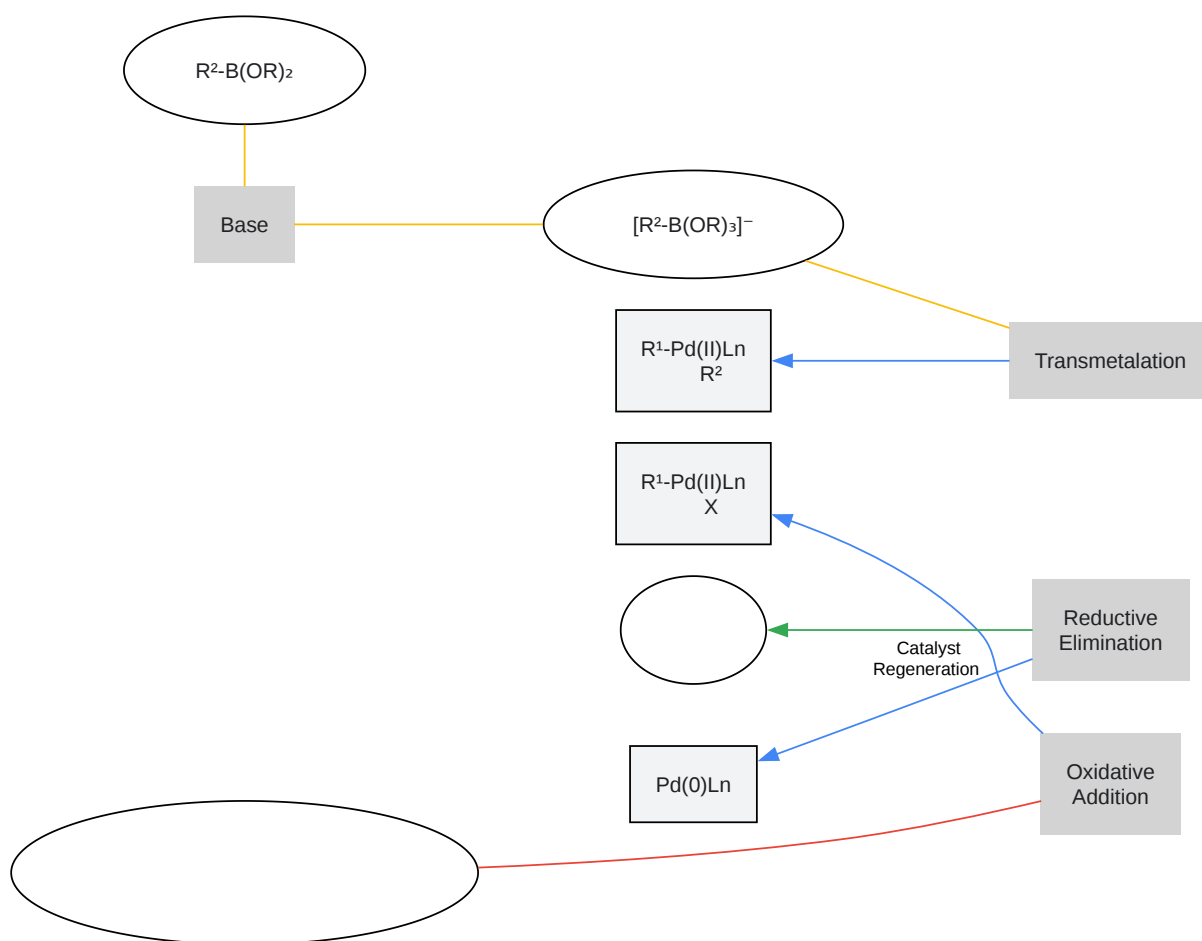 R²-B(OR)₂
Base
[R²-B(OR)₃]⁻
R¹-Pd(II)Ln
R²
Transmetalation
R¹-Pd(II)Ln
X
Reductive
Elimination
Catalyst
Regeneration
Pd(0)Ln
Oxidative
Addition